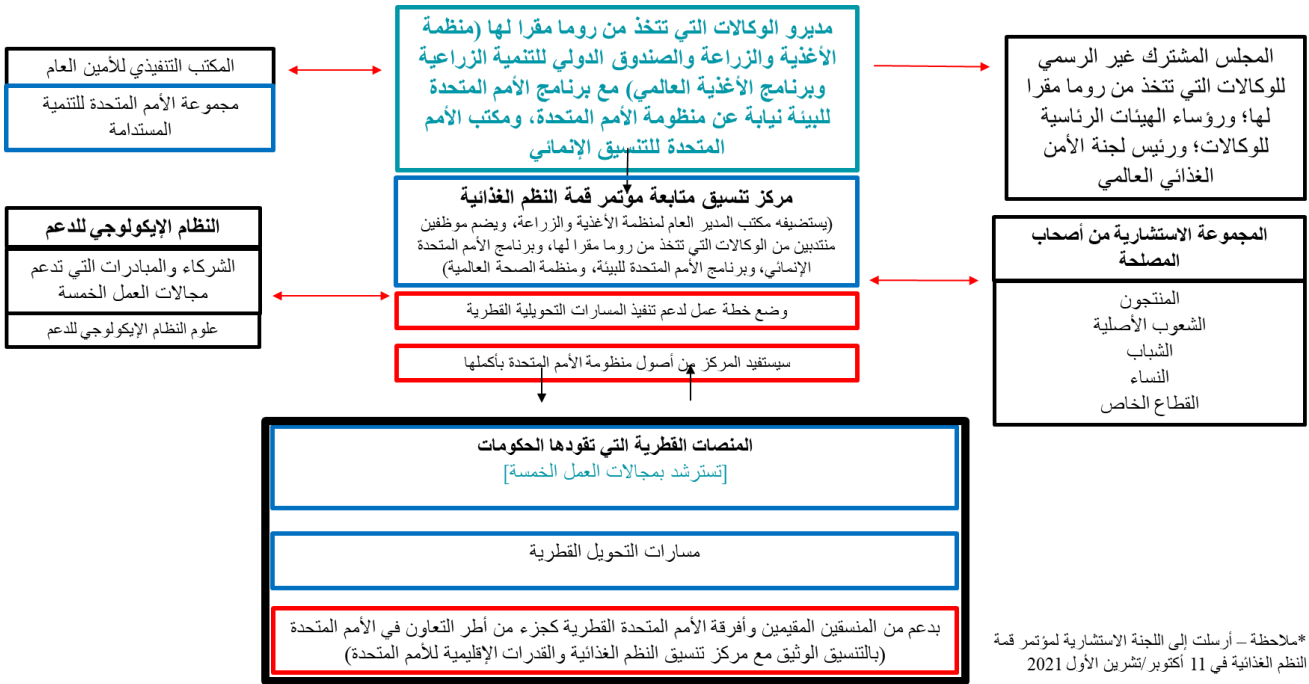 مديرو الوكالات التي تتخذ من روما مقرا لها (منظمة
الأغذية والزراعة والصندوق الدولي للتنمية الزراعية
وبرنامج الأغذية العالمي) مع برنامج الأمم المتحدة
للبيئة نيابة عن منظومة الأمم المتحدة، ومكتب الأمم
المتحدة للتنسيق الإنمائي
المجلس المشترك غير الرسمي
للوكالات التي تتخذ من روما مقرا
لها؛ ورؤساء الهيئات الرئاسية
للوكالات؛ ورئيس لجنة الأمن
الغذائي العالمي
المكتب التنفيذي للأمين العام
مجموعة الأمم المتحدة للتنمية
المستدامة
مركز تنسيق متابعة مؤتمر قمة النظم الغذائية
(يستضيفه مكتب المدير العام لمنظمة الأغذية والزراعة، ويضم موظفين
منتدبين من الوكالات التي تتخذ من روما مقرا لها، وبرنامج الأمم المتحدة
الإنمائي، وبرنامج الأمم المتحدة للبيئة، ومنظمة الصحة العالمية)
وضع خطة عمل لدعم تنفيذ المسارات التحويلية القطرية
سيستفيد المركز من أصول منظومة الأمم المتحدة بأكملها
المجموعة الاستشارية من أصحاب
المصلحة
المنتجون
الشعوب الأصلية
الشباب
النساء
القطاع الخاص
النظام الإيكولوجي للدعم
الشركاء والمبادرات التي تدعم
مجالات العمل الخمسة
علوم النظام الإيكولوجي للدعم
المنصات القطرية التي تقودها الحكومات
[تسترشد بمجالات العمل الخمسة]
مسارات التحويل القطرية
بدعم من المنسقين المقيمين وأفرقة الأمم المتحدة القطرية كجزء من أطر التعاون في الأمم المتحدة
(بالتنسيق الوثيق مع مركز تنسيق النظم الغذائية والقدرات الإقليمية للأمم المتحدة)
*ملاحظة – أرسلت إلى اللجنة الاستشارية لمؤتمر قمة
النظم الغذائية في 11 أكتوبر/تشرين الأول 2021